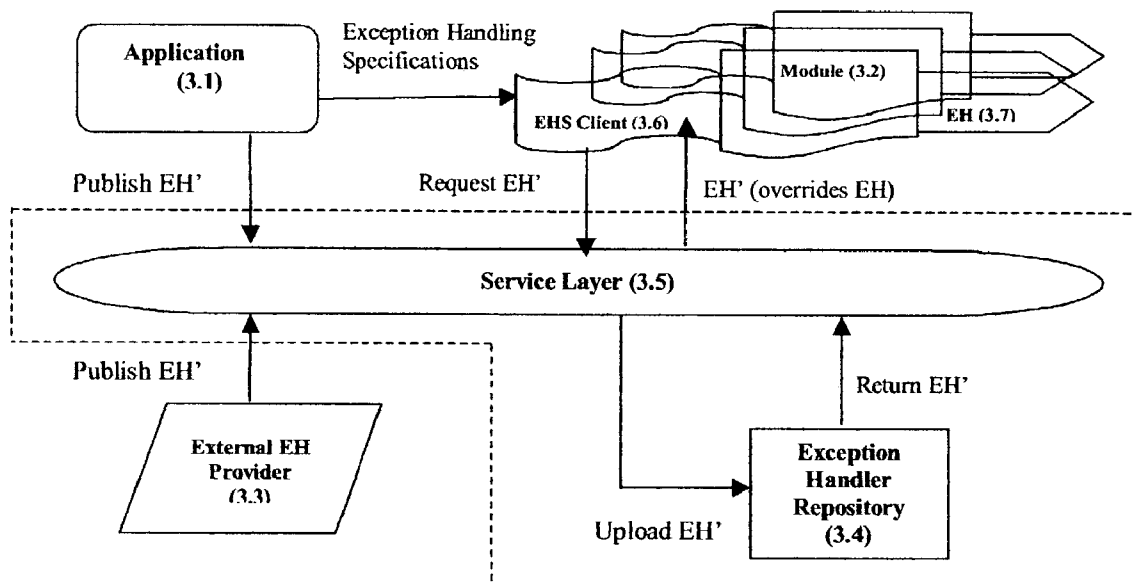 Application
(3.1)
Exception Handling
Specifications
Module (3.2)
EHS Client (3.6)
EH (3.7)
Publish EH’
Request EH’
EH’ (overrides EH)
Service Layer (3.5)
Publish EH’
Return EH’
External EH
Provider
(3.3)
Exception
Handler
Repository
(3.4)
Upload EH’